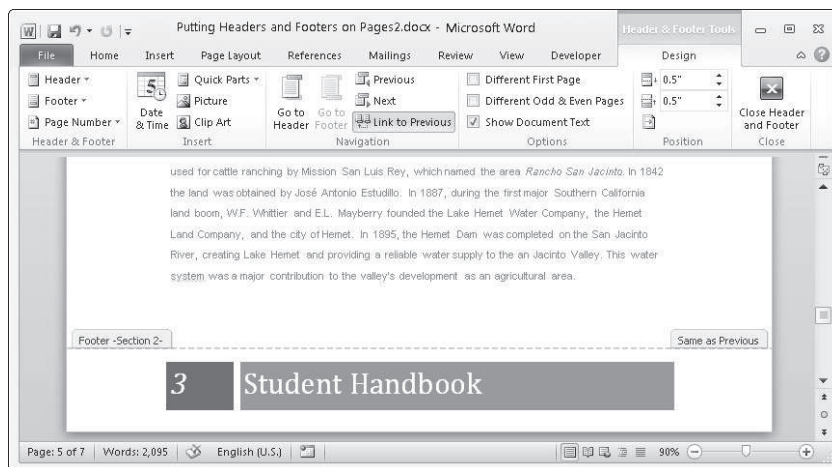 Putting Headers and Footers on Pages2.docx - Microsoft Word
Header & Footer Tools
File Home Insert Page Layout References Mailings Review View Developer Design
Header Quick Parts Previous Different First Page 0.5"
Footer Picture Next Different Odd & Even Pages 0.5"
Page Number Date & Time Clip Art Go to Header Go to Footer Link to Previous Show Document Text Close Header and Footer
Header & Footer Insert Navigation Options Position Close
used for cattle ranching by Mission San Luis Rey, which named the area Rancho San Jacinto. In 1842
the land was obtained by José Antonio Estudillo. In 1887, during the first major Southern California
land boom, W.F. Whittier and E.L. Mayberry founded the Lake Hemet Water Company, the Hemet
Land Company, and the city of Hemet. In 1895, the Hemet Dam was completed on the San Jacinto
River, creating Lake Hemet and providing a reliable water supply to the an Jacinto Valley. This water
system was a major contribution to the valley's development as an agricultural area.
Footer -Section 2- Same as Previous
3 Student Handbook
Page: 5 of 7 Words: 2,095 English (U.S.) 90%